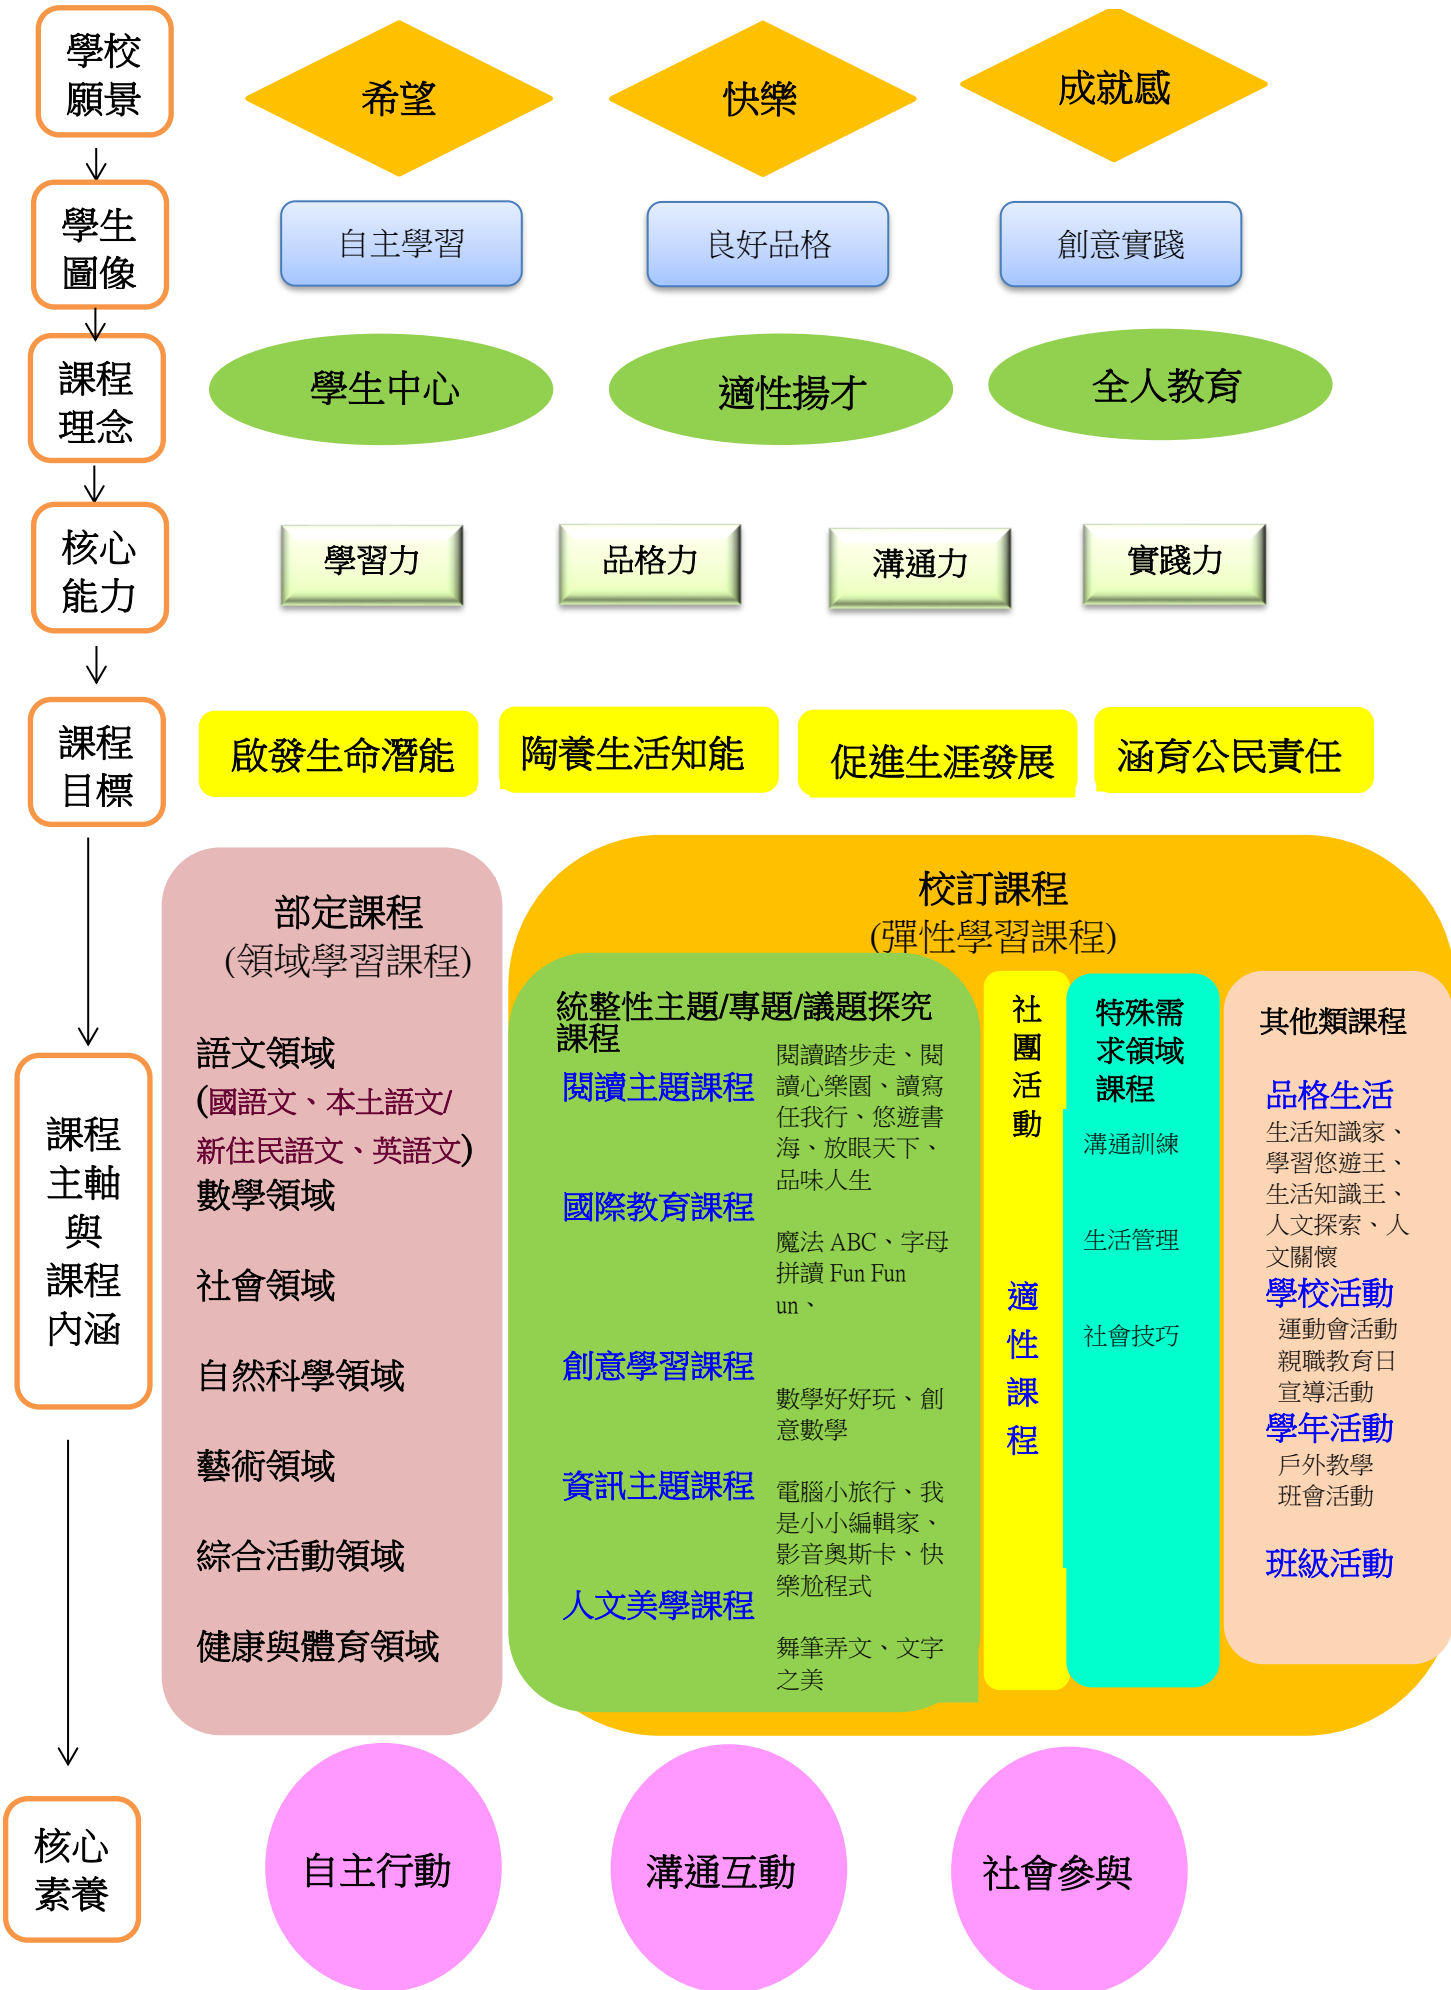 學校
願景
希望
快樂
成就感
學生
圖像
自主學習
良好品格
創意實踐
課程
理念
學生中心
適性揚才
全人教育
核心
能力
學習力
品格力
溝通力
實踐力
課程
目標
啟發生命潛能
陶養生活知能
促進生涯發展
涵育公民責任
課程
主軸
與
課程
內涵
部定課程
(領域學習課程)
語文領域
(國語文、本土語文/
新住民語文、英語文)
數學領域
社會領域
自然科學領域
藝術領域
綜合活動領域
健康與體育領域
校訂課程
(彈性學習課程)
統整性主題/專題/議題探究
課程
閱讀主題課程
閱讀踏步走、閱
讀心樂園、讀寫
任我行、悠遊書
海、放眼天下、
品味人生
國際教育課程
魔法 ABC、字母
拼讀 Fun Fun
un、
創意學習課程
數學好好玩、創
意數學
資訊主題課程
電腦小旅行、我
是小小編輯家、
影音奧斯卡、快
樂尬程式
人文美學課程
舞筆弄文、文字
之美
社
團
活
動
適
性
課
程
特殊需
求領域
課程
溝通訓練
生活管理
社會技巧
其他類課程
品格生活
生活知識家、
學習悠遊王、
生活知識王、
人文探索、人
文關懷
學校活動
運動會活動
親職教育日
宣導活動
學年活動
戶外教學
班會活動
班級活動
核心
素養
自主行動
溝通互動
社會參與